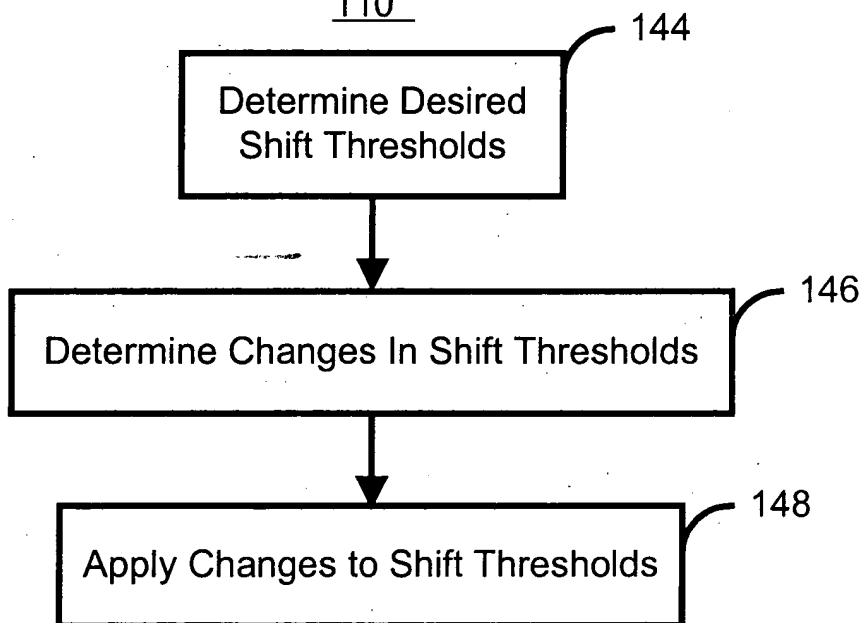 110
144
Determine Desired
Shift Thresholds
146
Determine Changes In Shift Thresholds
148
Apply Changes to Shift Thresholds